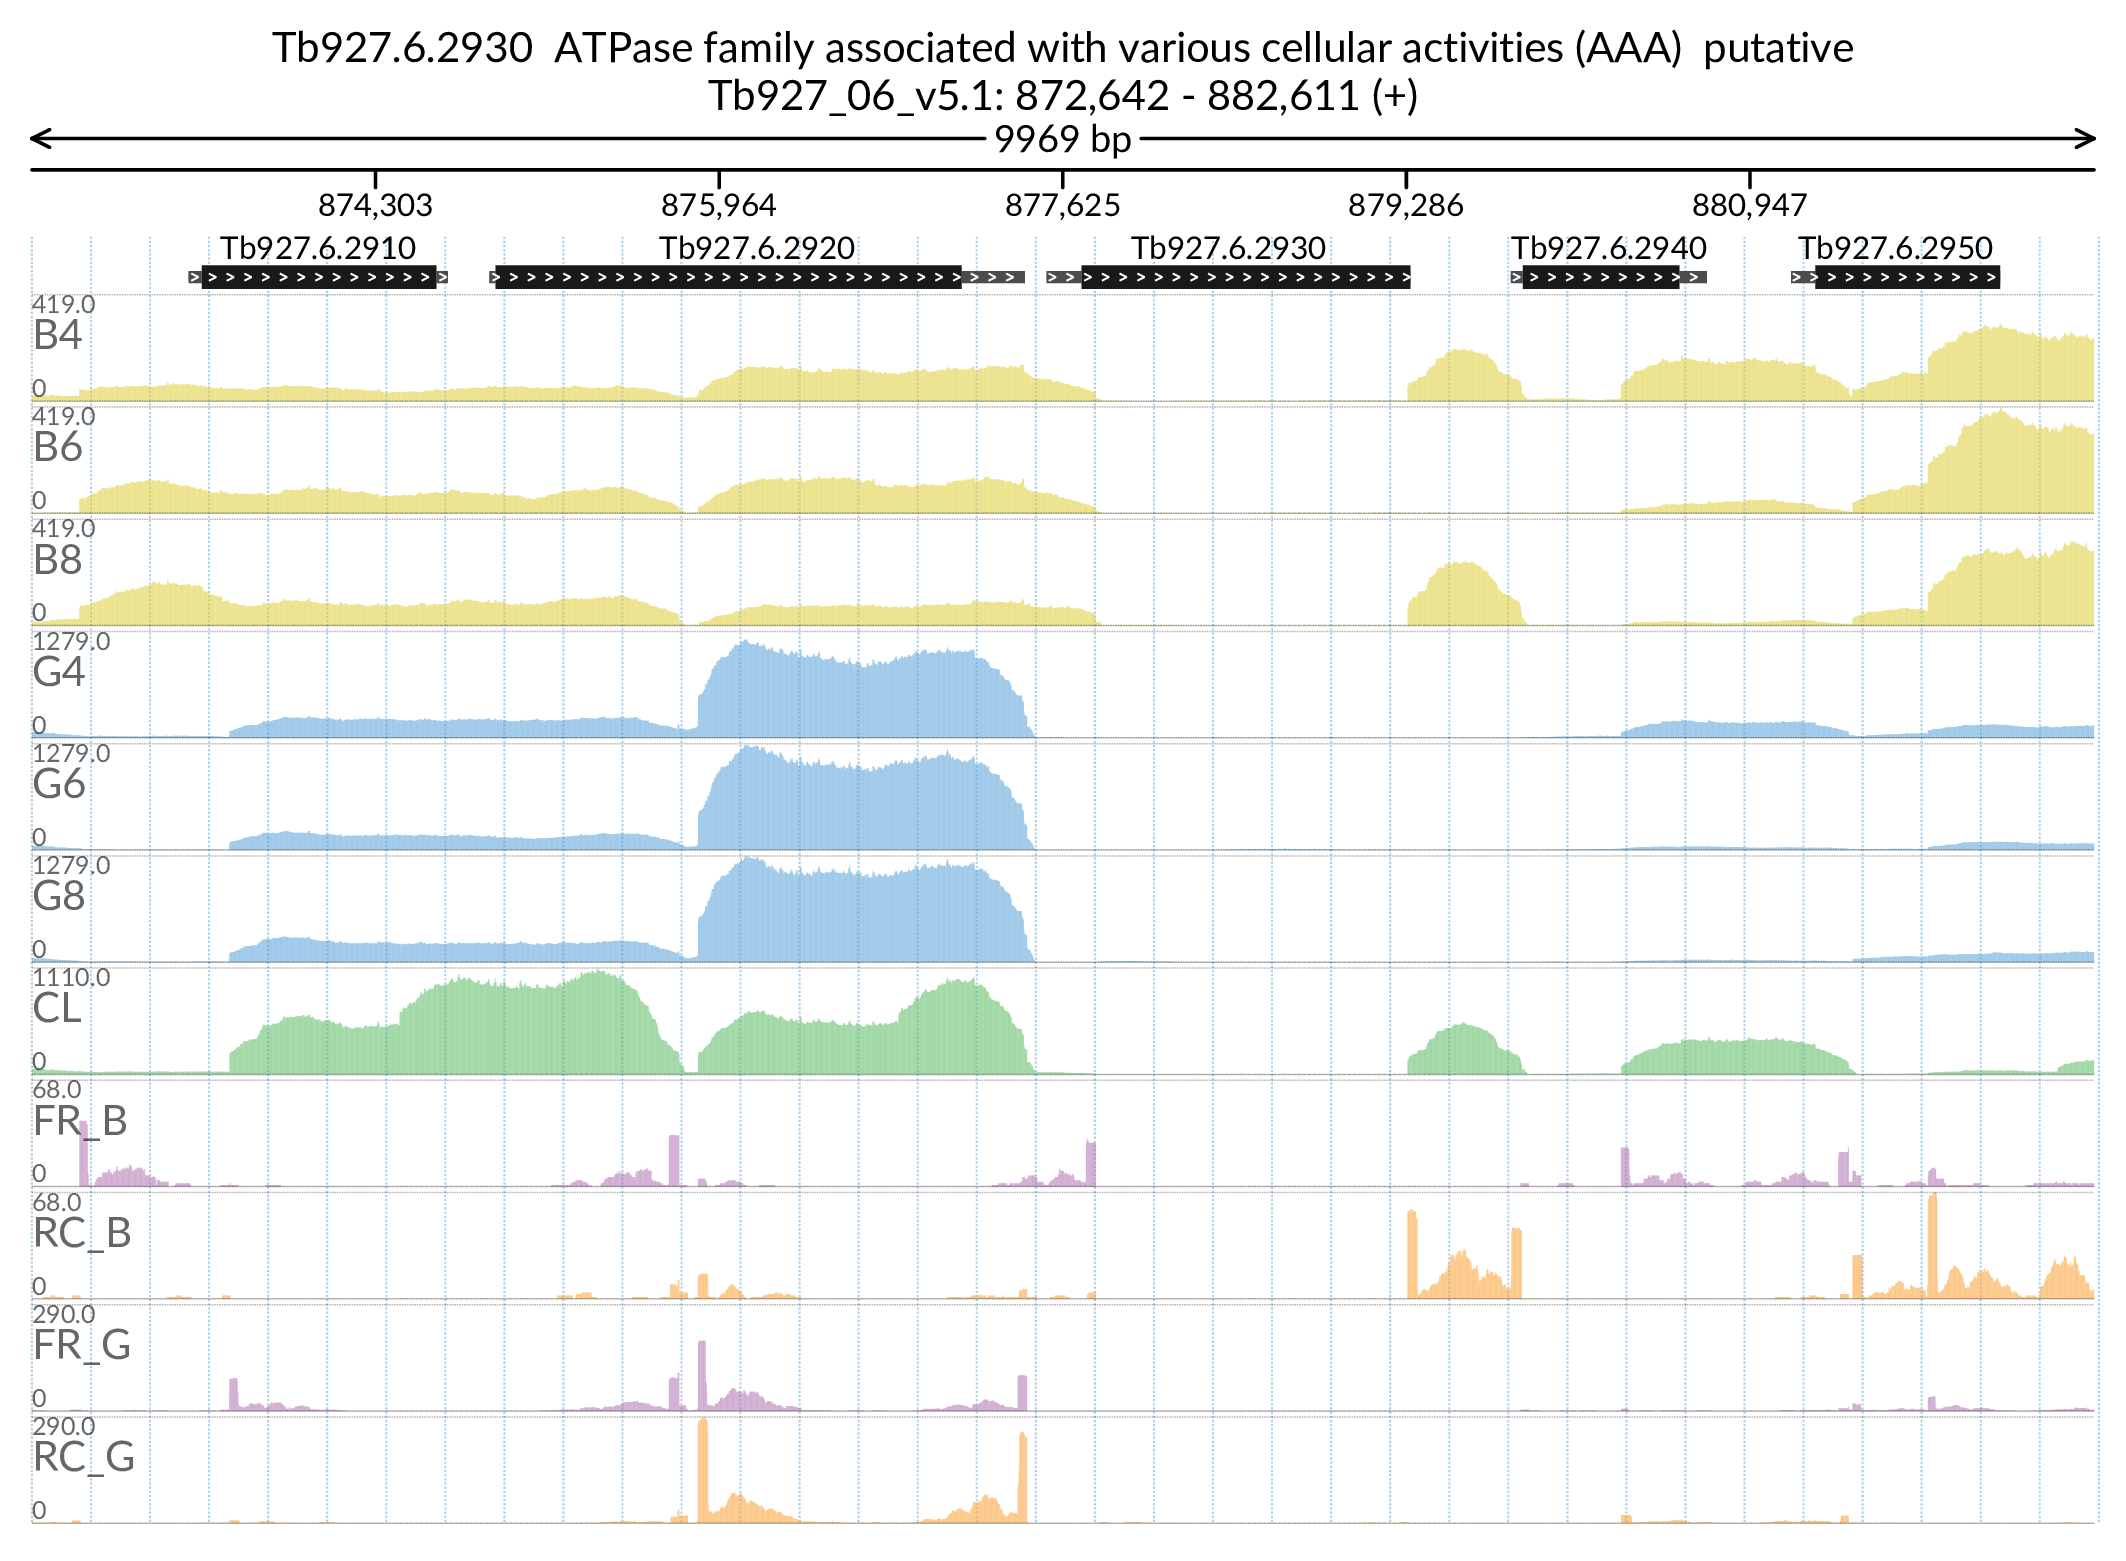 Tb927.6.2930  ATPase family associated with various cellular activities (AAA)  putative
Tb927_06_v5.1: 872,642 - 882,611 (+)
9969 bp
874,303 875,964 877,625 879,286 880,947
Tb927.6.2910 Tb927.6.2920 Tb927.6.2930 Tb927.6.2940 Tb927.6.2950
419.0
B4
0
419.0
B6
0
419.0
B8
0
1279.0
G4
0
1279.0
G6
0
1279.0
G8
0
1110.0
CL
0
68.0
FR_B
0
68.0
RC_B
0
290.0
FR_G
0
290.0
RC_G
0